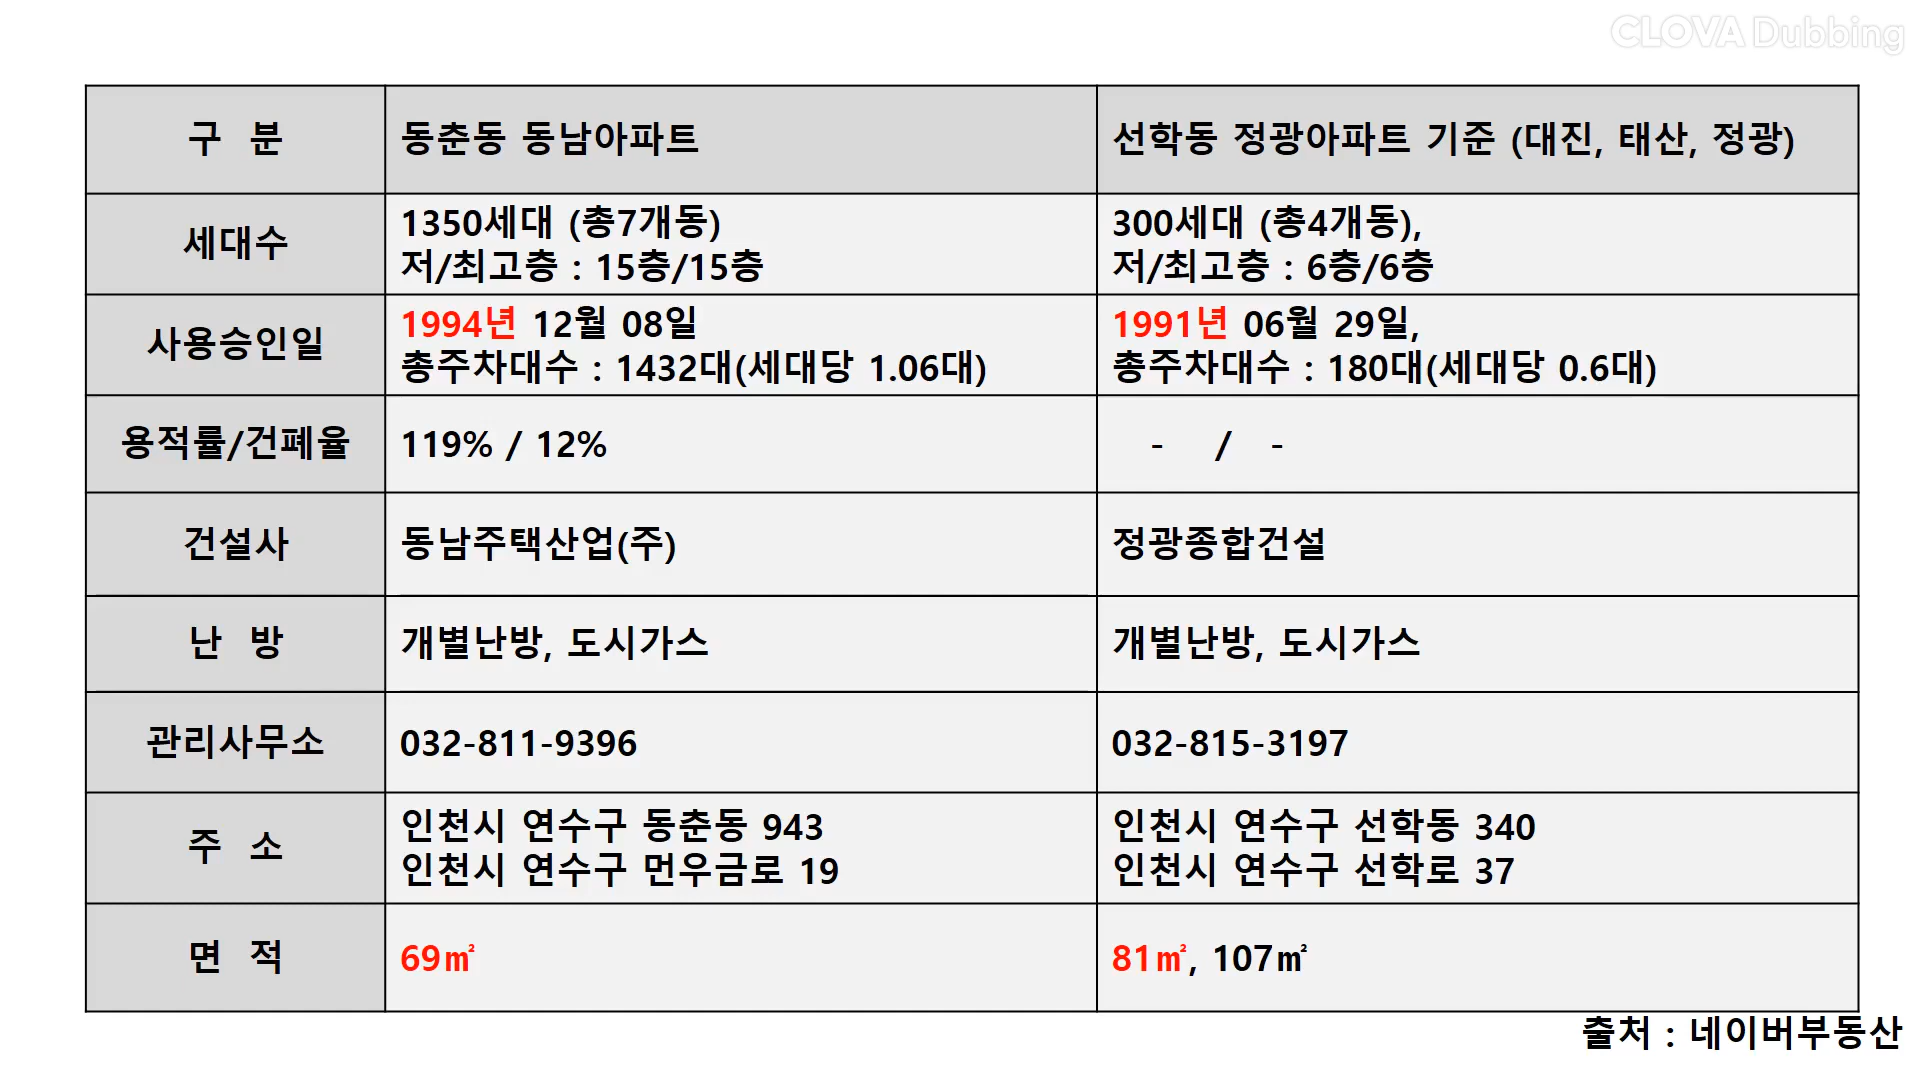 CLOVA Dubbing
구 분
동춘동 동남아파트
선학동 정광아파트 기준 (대진, 태산, 정광)
세대수
1350세대 (총7개동)
저/최고층 : 15층/15층
300세대 (총4개동),
저/최고층 : 6층/6층
사용승인일
1994년 12월 08일
총주차대수 : 1432대(세대당 1.06대)
1991년 06월 29일,
총주차대수 : 180대(세대당 0.6대)
용적률/건폐율
119% / 12%
- / -
건설사
동남주택산업(주)
정광종합건설
난 방
개별난방, 도시가스
개별난방, 도시가스
관리사무소
032-811-9396
032-815-3197
주 소
인천시 연수구 동춘동 943
인천시 연수구 먼우금로 19
인천시 연수구 선학동 340
인천시 연수구 선학로 37
면 적
69㎡
81㎡, 107㎡
출처 : 네이버부동산